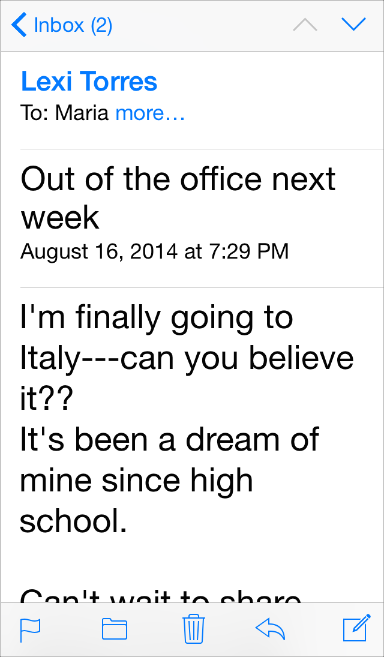 Inbox (2)
Lexi Torres
To: Maria more...
Out of the office next
week
August 16, 2014 at 7:29 PM
I'm finally going to
Italy---can you believe
it??
It's been a dream of
mine since high
school.
Can't wait to share